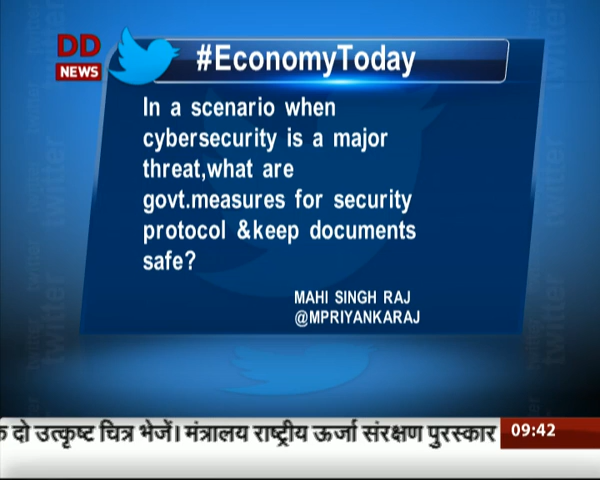 DD
NEWS
#EconomyToday
In a scenario when
cybersecurity is a major
threat,what are
govt.measures for security
protocol &keep documents
safe?
MAHI SINGH RAJ
@MPRIYANKARAJ
दो उत्कृष्ट चित्र भेजें। मंत्रालय राष्ट्रीय ऊर्जा संरक्षण पुरस्कार
09:42